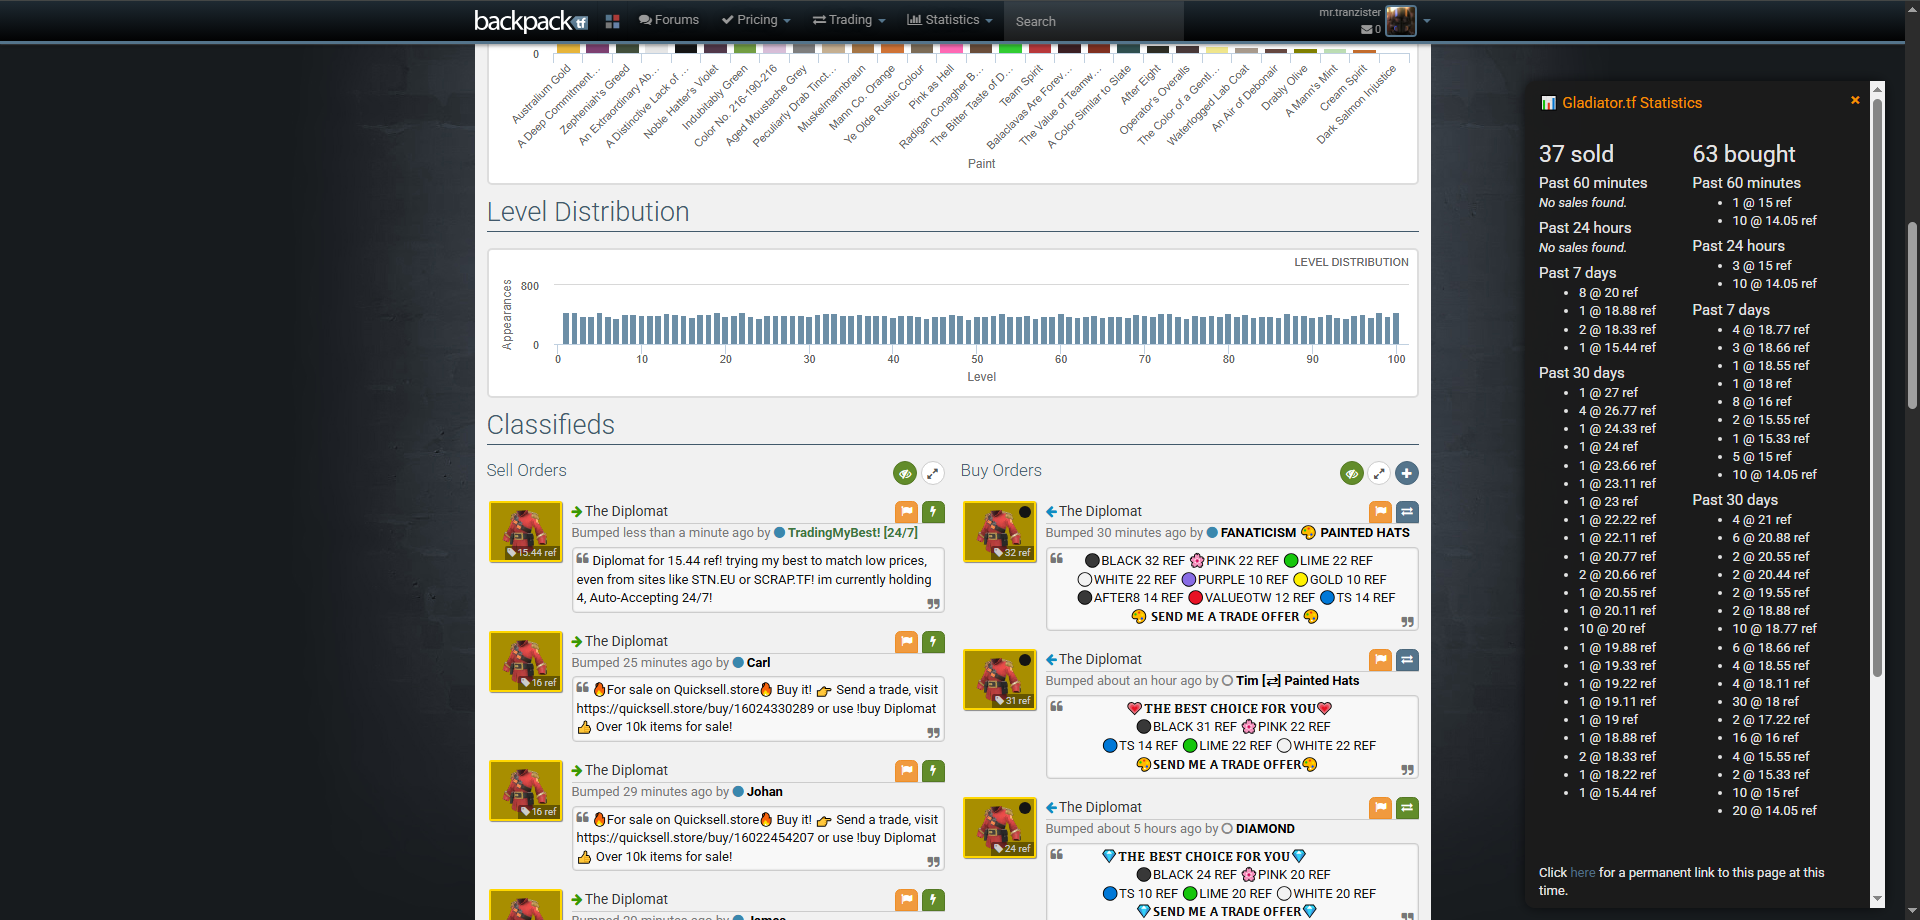 backpack.tf
Forums
Pricing
Trading
Statistics
Search
mr.tranzister
0
0
Australium Gold
A Deep Commitment...
Zepheniah's Greed
An Extraordinary Ab...
A Distinctive Lack of ...
Noble Hatter's Violet
Indubitably Green
Color No. 216-190-216
Aged Moustache Grey
Peculiarly Drab Tinct...
Muskelmannbraun
Mann Co. Orange
Ye Olde Rustic Colour
Pink as Hell
Radigan Conagher B...
The Bitter Taste of D...
Team Spirit
Balaclavas Are Forev...
The Value of Teamw...
A Color Similar to Slate
After Eight
Operator's Overalls
The Color of a Gentl...
Waterlogged Lab Coat
An Air of Debonair
Drably Olive
A Mann's Mint
Cream Spirit
Dark Salmon Injustice
Paint
Level Distribution
LEVEL DISTRIBUTION
Appearances
800
0
0 10 20 30 40 50 60 70 80 90 100
Level
Classifieds
Sell Orders
The Diplomat
Bumped less than a minute ago by TradingMyBest! [24/7]
15.44 ref
Diplomat for 15.44 ref! trying my best to match low prices,
even from sites like STN.EU or SCRAP.TF! im currently holding
4, Auto-Accepting 24/7!
The Diplomat
Bumped 25 minutes ago by Carl
16 ref
🔥For sale on Quicksell.store🔥 Buy it! 👉 Send a trade, visit
https://quicksell.store/buy/16024330289 or use !buy Diplomat
👍 Over 10k items for sale!
The Diplomat
Bumped 29 minutes ago by Johan
16 ref
🔥For sale on Quicksell.store🔥 Buy it! 👉 Send a trade, visit
https://quicksell.store/buy/16022454207 or use !buy Diplomat
👍 Over 10k items for sale!
The Diplomat
Bumped 29 minutes ago by James
Buy Orders
The Diplomat
Bumped 30 minutes ago by FANATICISM 🎨 PAINTED HATS
32 ref
⚫BLACK 32 REF 🌸PINK 22 REF 🟢LIME 22 REF
⚪WHITE 22 REF 🟣PURPLE 10 REF 🟡GOLD 10 REF
⚫AFTER8 14 REF 🔴VALUEOTW 12 REF 🔵TS 14 REF
🎨 SEND ME A TRADE OFFER 🎨
The Diplomat
Bumped about an hour ago by Tim [⇄] Painted Hats
31 ref
💗THE BEST CHOICE FOR YOU💗
⚫BLACK 31 REF 🌸PINK 22 REF
🔵TS 14 REF 🟢LIME 22 REF ⚪WHITE 22 REF
🎨SEND ME A TRADE OFFER🎨
The Diplomat
Bumped about 5 hours ago by DIAMOND
24 ref
💎THE BEST CHOICE FOR YOU💎
⚫BLACK 24 REF 🌸PINK 20 REF
🔵TS 10 REF 🟢LIME 20 REF ⚪WHITE 20 REF
💎SEND ME A TRADE OFFER💎
📊 Gladiator.tf Statistics
×
37 sold
Past 60 minutes
No sales found.
Past 24 hours
No sales found.
Past 7 days
8 @ 20 ref
1 @ 18.88 ref
2 @ 18.33 ref
1 @ 15.44 ref
Past 30 days
1 @ 27 ref
4 @ 26.77 ref
1 @ 24.33 ref
1 @ 24 ref
1 @ 23.66 ref
1 @ 23.11 ref
1 @ 23 ref
1 @ 22.22 ref
1 @ 22.11 ref
1 @ 20.77 ref
2 @ 20.66 ref
1 @ 20.55 ref
1 @ 20.11 ref
10 @ 20 ref
1 @ 19.88 ref
1 @ 19.33 ref
1 @ 19.22 ref
1 @ 19.11 ref
1 @ 19 ref
1 @ 18.88 ref
2 @ 18.33 ref
1 @ 18.22 ref
1 @ 15.44 ref
63 bought
Past 60 minutes
1 @ 15 ref
10 @ 14.05 ref
Past 24 hours
3 @ 15 ref
10 @ 14.05 ref
Past 7 days
4 @ 18.77 ref
3 @ 18.66 ref
1 @ 18.55 ref
1 @ 18 ref
8 @ 16 ref
2 @ 15.55 ref
1 @ 15.33 ref
5 @ 15 ref
10 @ 14.05 ref
Past 30 days
4 @ 21 ref
6 @ 20.88 ref
2 @ 20.55 ref
2 @ 20.44 ref
2 @ 19.55 ref
2 @ 18.88 ref
10 @ 18.77 ref
6 @ 18.66 ref
4 @ 18.55 ref
4 @ 18.11 ref
30 @ 18 ref
2 @ 17.22 ref
16 @ 16 ref
4 @ 15.55 ref
2 @ 15.33 ref
10 @ 15 ref
20 @ 14.05 ref
Click here for a permanent link to this page at this
time.